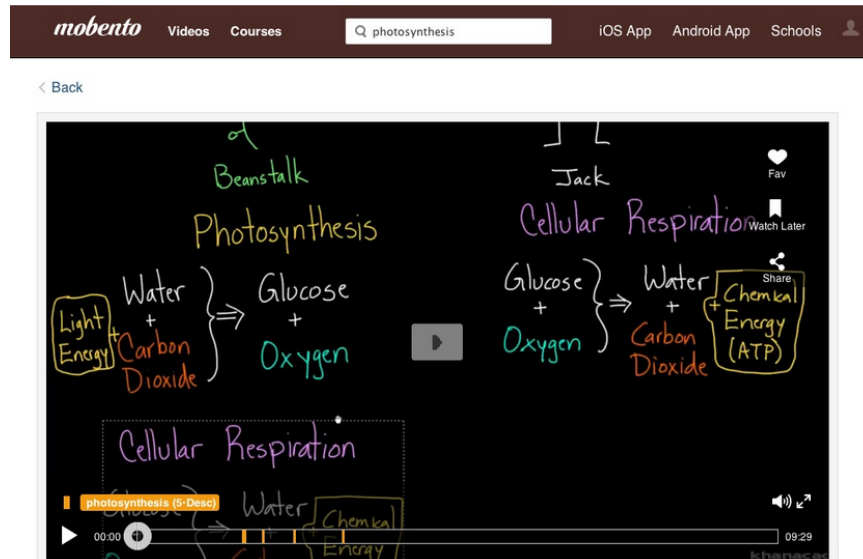 mobento Videos Courses photosynthesis iOS App Android App Schools
< Back
Beanstalk Jack
Fav
Photosynthesis Cellular Respiration
Watch Later
Share
Light Energy + Water + Carbon Dioxide ⇒ Glucose + Oxygen
Glucose + Oxygen ⇒ Water + Carbon Dioxide + Chemical Energy (ATP)
Cellular Respiration
photosynthesis (5·Desc)
Water
Chemical
Energy
00:00 09:29